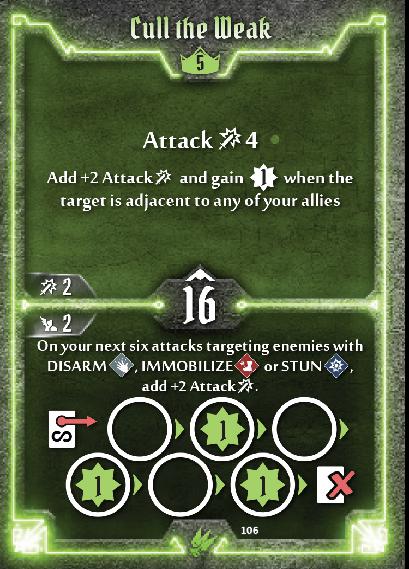 Cull the Weak
5
Attack 4
Add +2 Attack and gain 1 when the
target is adjacent to any of your allies
2
16
2
On your next six attacks targeting enemies with
DISARM, IMMOBILIZE or STUN,
add +2 Attack.
1
1 1
106